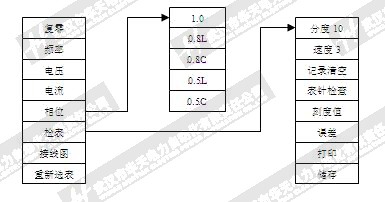 复零
频率
电压
电流
相位
检表
接线图
重新选表
1.0
0.8L
0.8C
0.5L
0.5C
分度 10
速度 3
记录清空
表针检查
刻度值
误差
打印
储存